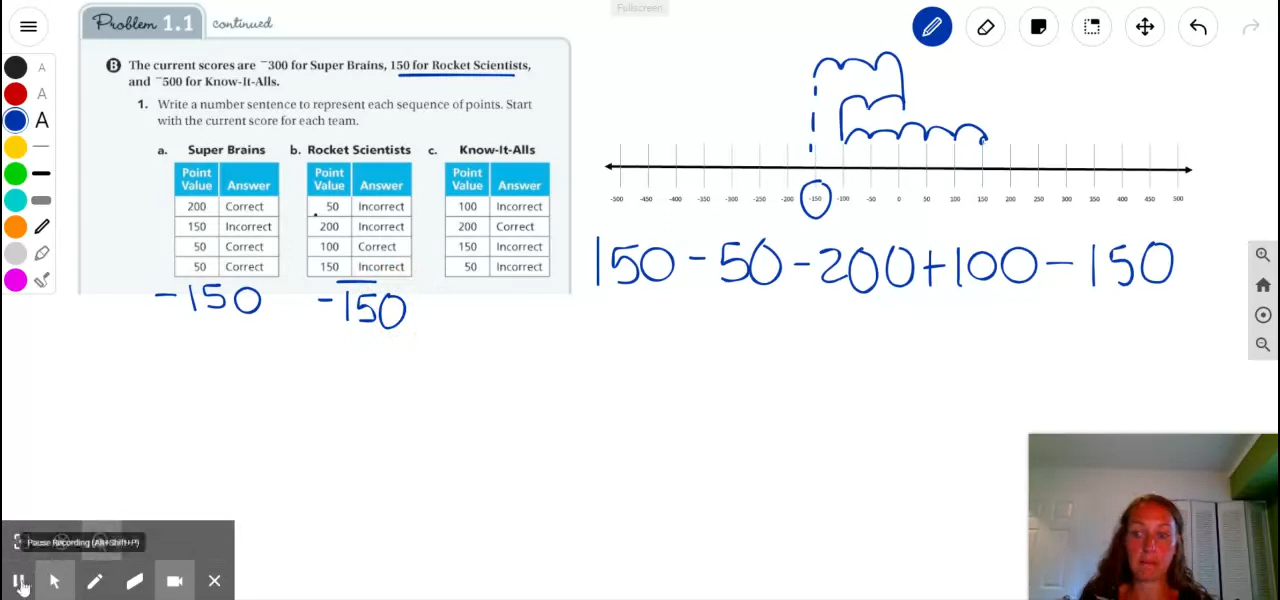 Fullscreen
Problem 1.1 continued
B The current scores are ⁻300 for Super Brains, 150 for Rocket Scientists,
and ⁻500 for Know-It-Alls.
1. Write a number sentence to represent each sequence of points. Start
with the current score for each team.
a. Super Brains b. Rocket Scientists c. Know-It-Alls
Point Value Answer Point Value Answer Point Value Answer
200 Correct 50 Incorrect 100 Incorrect
150 Incorrect 200 Incorrect 200 Correct
50 Correct 100 Correct 150 Incorrect
50 Correct 150 Incorrect 50 Incorrect
-150 -150
-500 -450 -400 -350 -300 -250 -200 -150 -100 -50 0 50 100 150 200 250 300 350 400 450 500
150 - 50 - 200 + 100 - 150
A
A
A
Pause Recording (Alt+Shift+P)